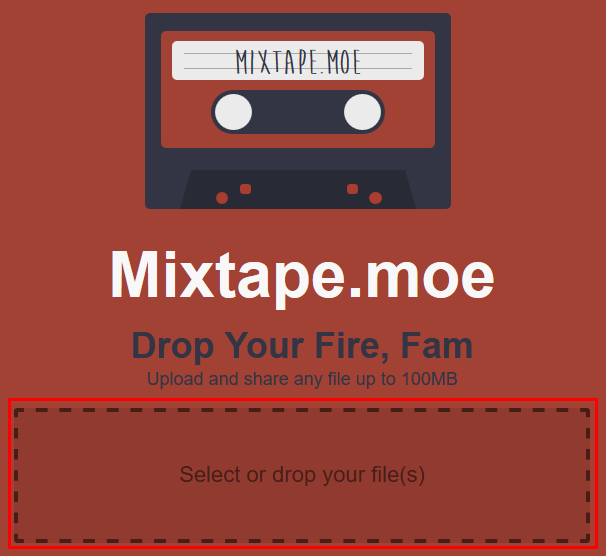 MIXTAPE.MOE
Mixtape.moe
Drop Your Fire, Fam
Upload and share any file up to 100MB
Select or drop your file(s)